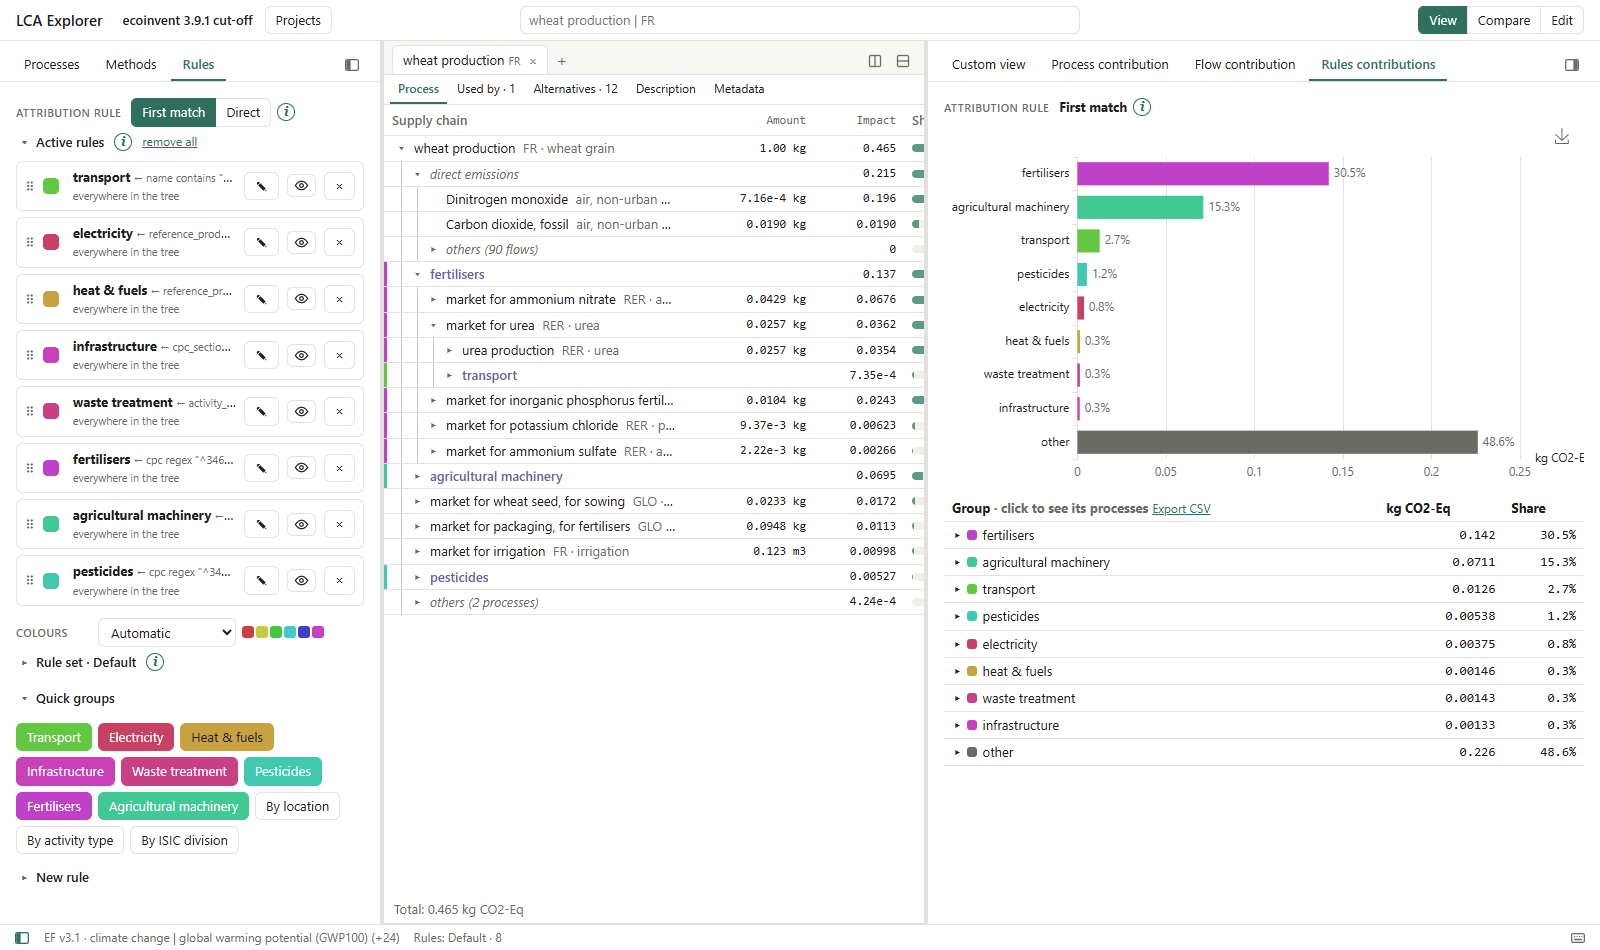 LCA Explorer
ecoinvent 3.9.1 cut-off
Projects
wheat production | FR
View
Compare
Edit
Processes
Methods
Rules
ATTRIBUTION RULE
First match
Direct
i
Active rules
i
remove all
transport ← name contains "...
everywhere in the tree
electricity ← reference_prod...
everywhere in the tree
heat & fuels ← reference_pr...
everywhere in the tree
infrastructure ← cpc_sectio...
everywhere in the tree
waste treatment ← activity_...
everywhere in the tree
fertilisers ← cpc regex "^346...
everywhere in the tree
agricultural machinery ←...
everywhere in the tree
pesticides ← cpc regex "^34...
everywhere in the tree
COLOURS
Automatic
Rule set · Default
i
Quick groups
Transport
Electricity
Heat & fuels
Infrastructure
Waste treatment
Pesticides
Fertilisers
Agricultural machinery
By location
By activity type
By ISIC division
New rule
wheat production FR ×
+
Process
Used by · 1
Alternatives · 12
Description
Metadata
Supply chain Amount Impact Sh
wheat production FR · wheat grain 1.00 kg 0.465
direct emissions 0.215
Dinitrogen monoxide air, non-urban ... 7.16e-4 kg 0.196
Carbon dioxide, fossil air, non-urban ... 0.0190 kg 0.0190
others (90 flows) 0
fertilisers 0.137
market for ammonium nitrate RER · a... 0.0429 kg 0.0676
market for urea RER · urea 0.0257 kg 0.0362
urea production RER · urea 0.0257 kg 0.0354
transport 7.35e-4
market for inorganic phosphorus fertil... 0.0104 kg 0.0243
market for potassium chloride RER · p... 9.37e-3 kg 0.00623
market for ammonium sulfate RER · a... 2.22e-3 kg 0.00266
agricultural machinery 0.0695
market for wheat seed, for sowing GLO ·... 0.0233 kg 0.0172
market for packaging, for fertilisers GLO ... 0.0948 kg 0.0113
market for irrigation FR · irrigation 0.123 m3 0.00998
pesticides 0.00527
others (2 processes) 4.24e-4
Total: 0.465 kg CO2-Eq
Custom view
Process contribution
Flow contribution
Rules contributions
ATTRIBUTION RULE First match i
fertilisers 30.5%
agricultural machinery 15.3%
transport 2.7%
pesticides 1.2%
electricity 0.8%
heat & fuels 0.3%
waste treatment 0.3%
infrastructure 0.3%
other 48.6%
kg CO2-E
0 0.05 0.1 0.15 0.2 0.25
Group · click to see its processes Export CSV kg CO2-Eq Share
fertilisers 0.142 30.5%
agricultural machinery 0.0711 15.3%
transport 0.0126 2.7%
pesticides 0.00538 1.2%
electricity 0.00375 0.8%
heat & fuels 0.00146 0.3%
waste treatment 0.00143 0.3%
infrastructure 0.00133 0.3%
other 0.226 48.6%
EF v3.1 · climate change | global warming potential (GWP100) (+24) Rules: Default · 8